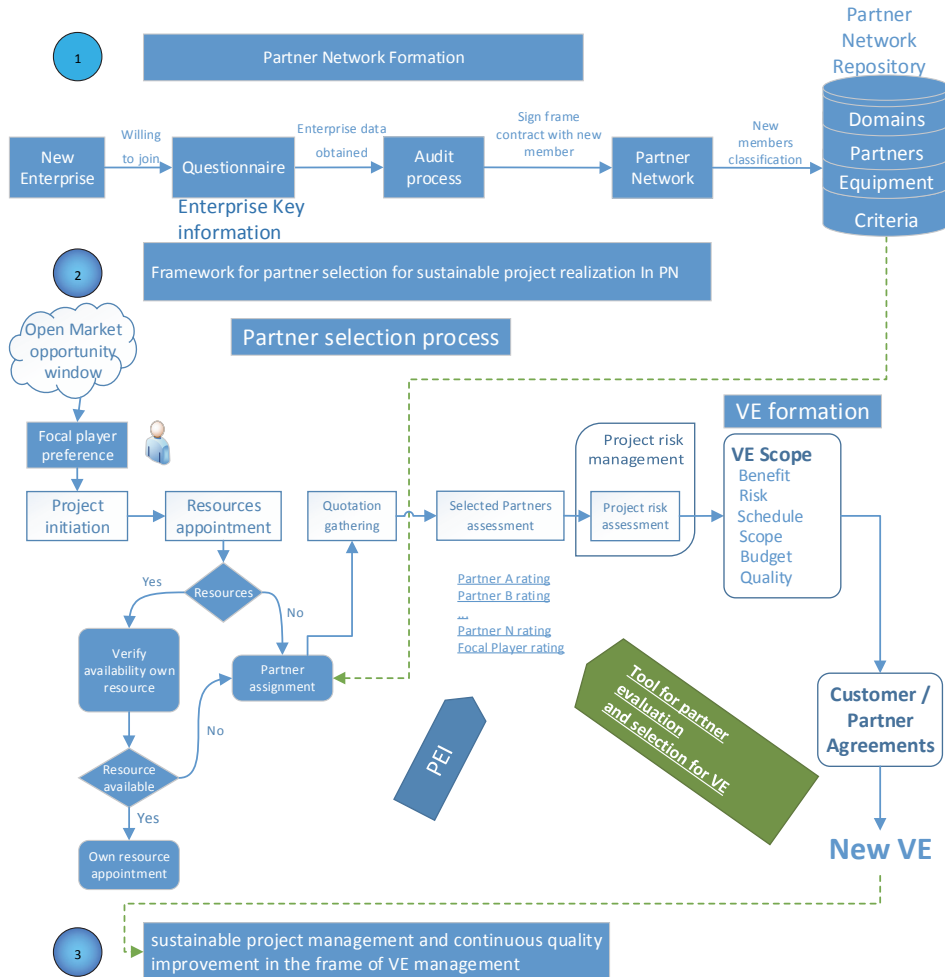 1
Partner Network Formation
Partner
Network
Repository
Domains
Partners
Equipment
Criteria
New
Enterprise
Willing
to join
Questionnaire
Enterprise Key
information
Enterprise data
obtained
Audit
process
Sign frame
contract with new
member
Partner
Network
New
members
classification
2
Framework for partner selection for sustainable project realization In PN
Partner selection process
Open Market
opportunity
window
Focal player
preference
Project
initiation
Resources
appointment
Resources
Yes
No
Verify
availability own
resource
Partner
assignment
No
Resource
available
Yes
Own resource
appointment
Quotation
gathering
Selected Partners
assessment
Partner A rating
Partner B rating
...
Partner N rating
Focal Player rating
Project risk
management
Project risk
assessment
VE formation
VE Scope
Benefit
Risk
Schedule
Scope
Budget
Quality
PEI
Tool for partner
evaluation
and selection for VE
Customer /
Partner
Agreements
New VE
3
sustainable project management and continuous quality
improvement in the frame of VE management